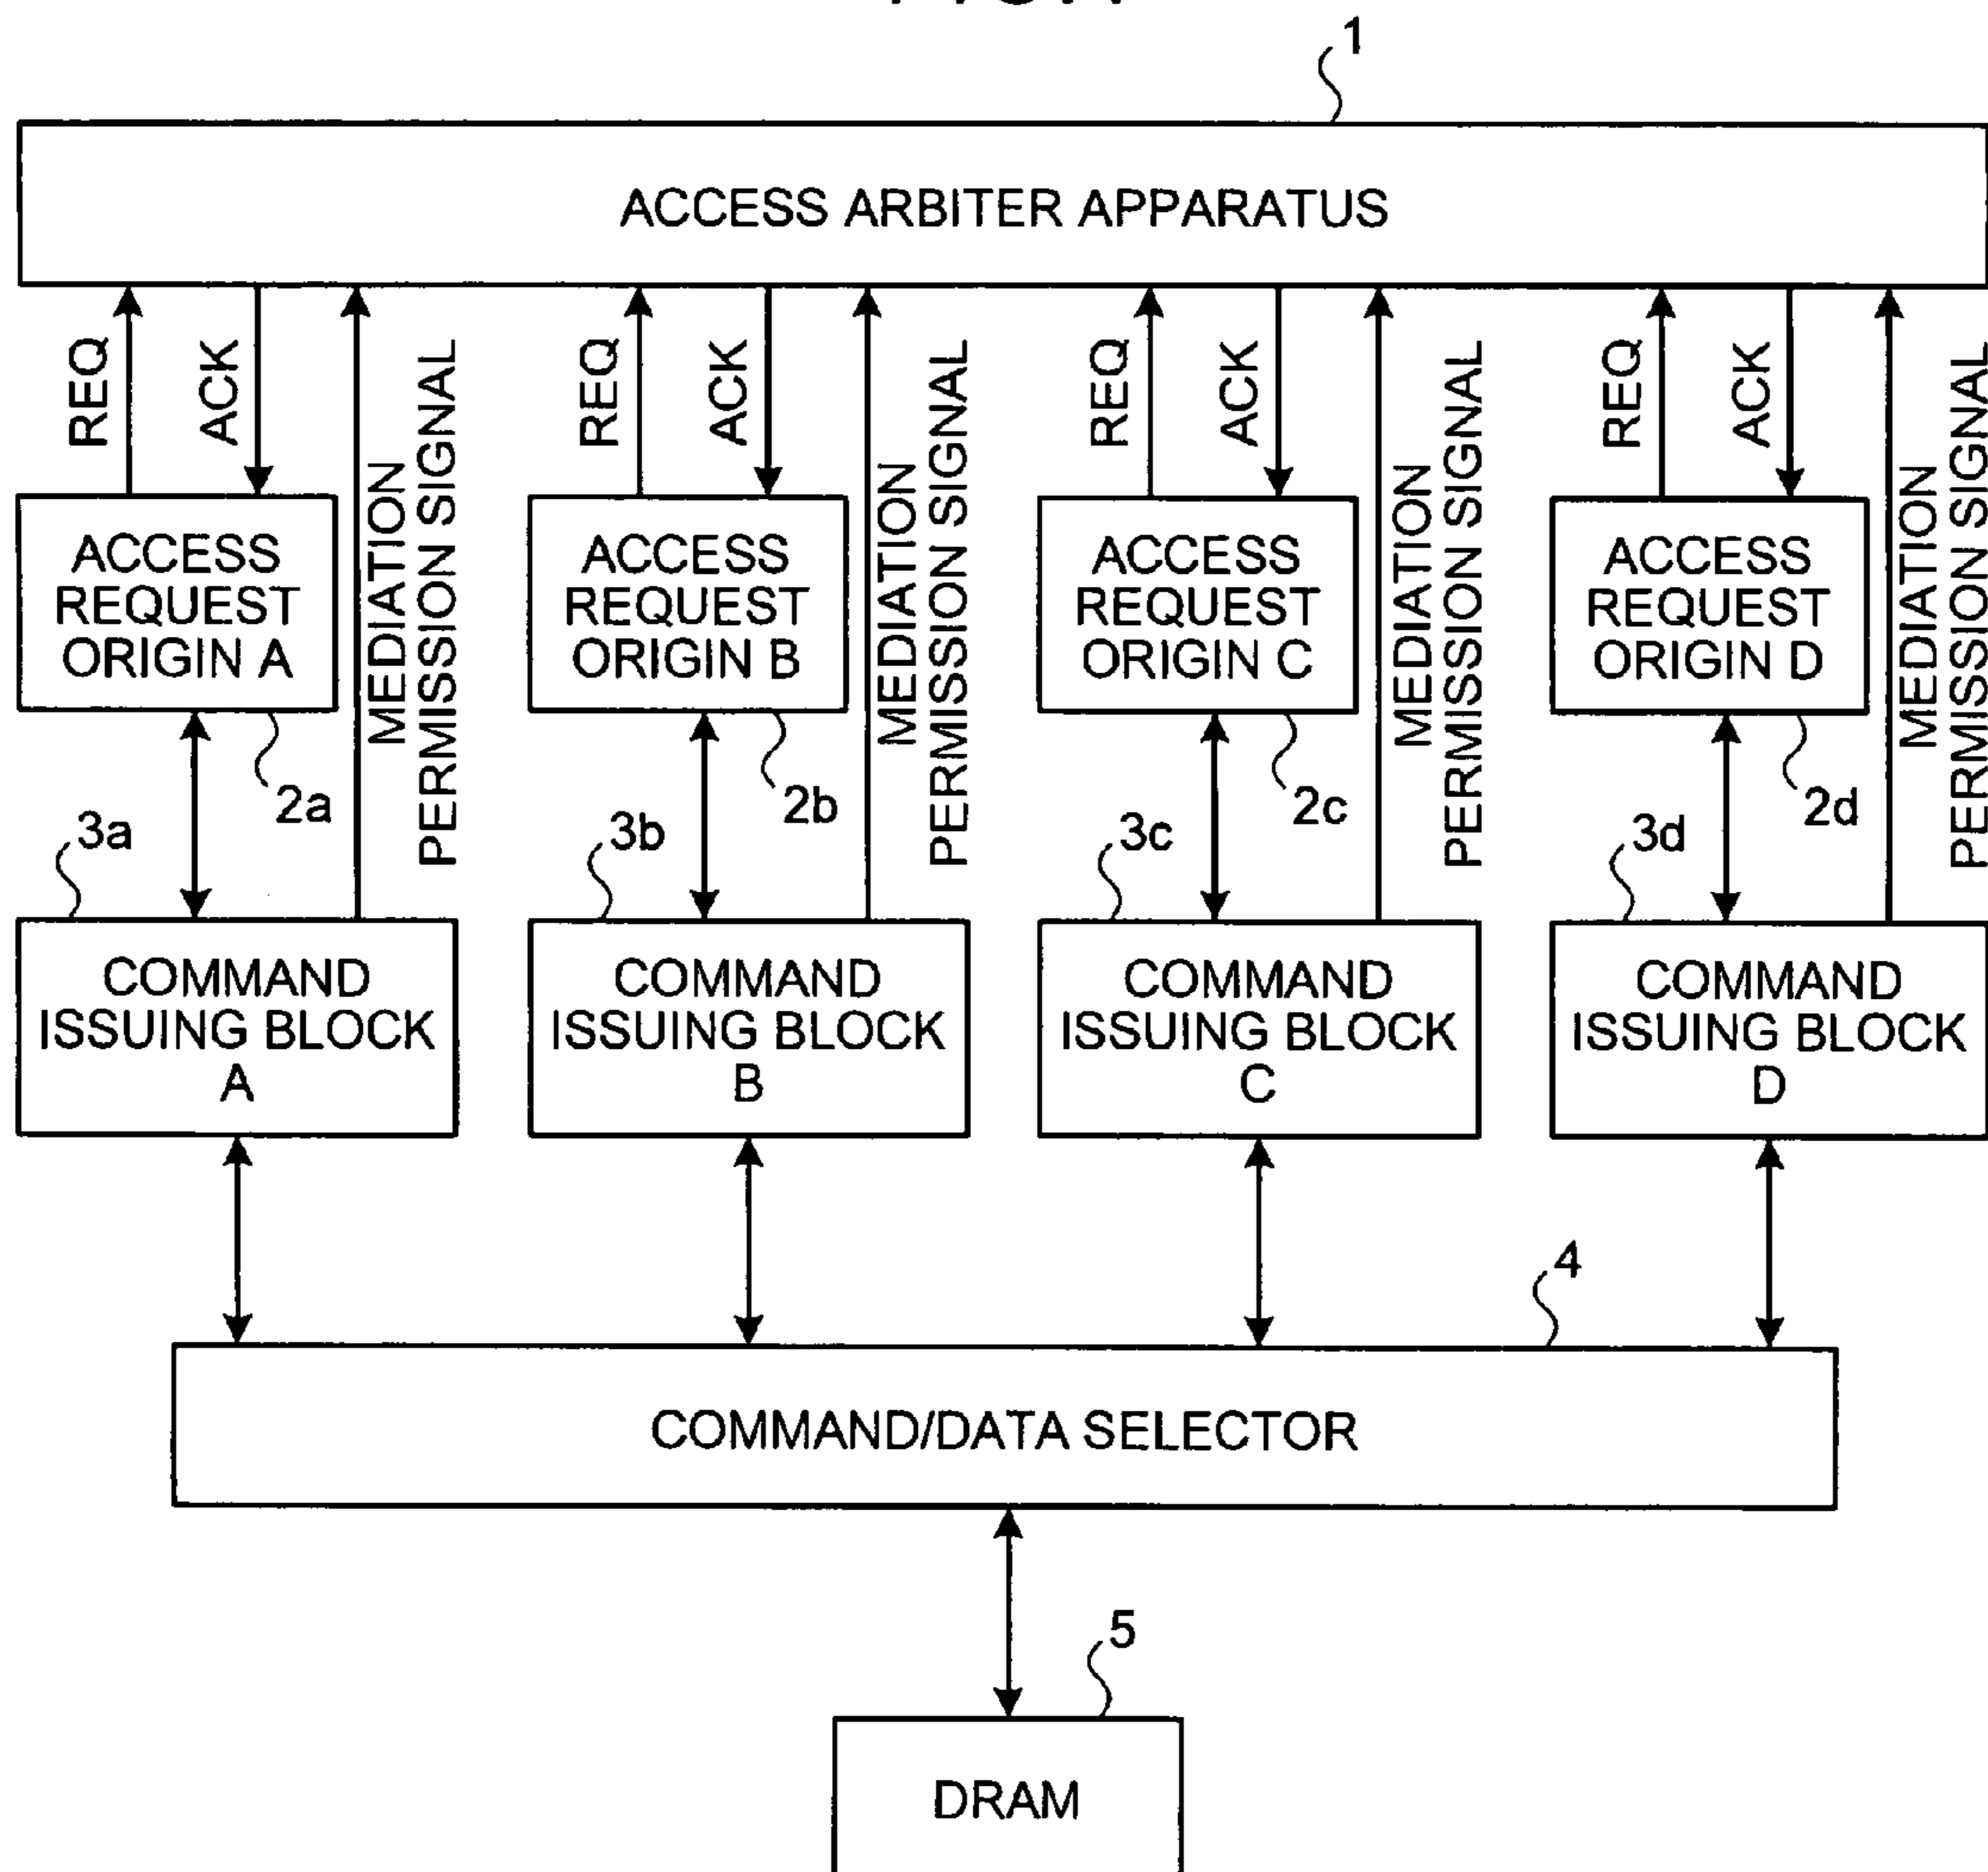 1
ACCESS ARBITER APPARATUS
REQ
ACK
MEDIATION
PERMISSION SIGNAL
REQ
ACK
MEDIATION
PERMISSION SIGNAL
REQ
ACK
MEDIATION
PERMISSION SIGNAL
REQ
ACK
MEDIATION
PERMISSION SIGNAL
ACCESS
REQUEST
ORIGIN A
ACCESS
REQUEST
ORIGIN B
ACCESS
REQUEST
ORIGIN C
ACCESS
REQUEST
ORIGIN D
2a
2b
2c
2d
3a
3b
3c
3d
COMMAND
ISSUING BLOCK
A
COMMAND
ISSUING BLOCK
B
COMMAND
ISSUING BLOCK
C
COMMAND
ISSUING BLOCK
D
4
COMMAND/DATA SELECTOR
5
DRAM